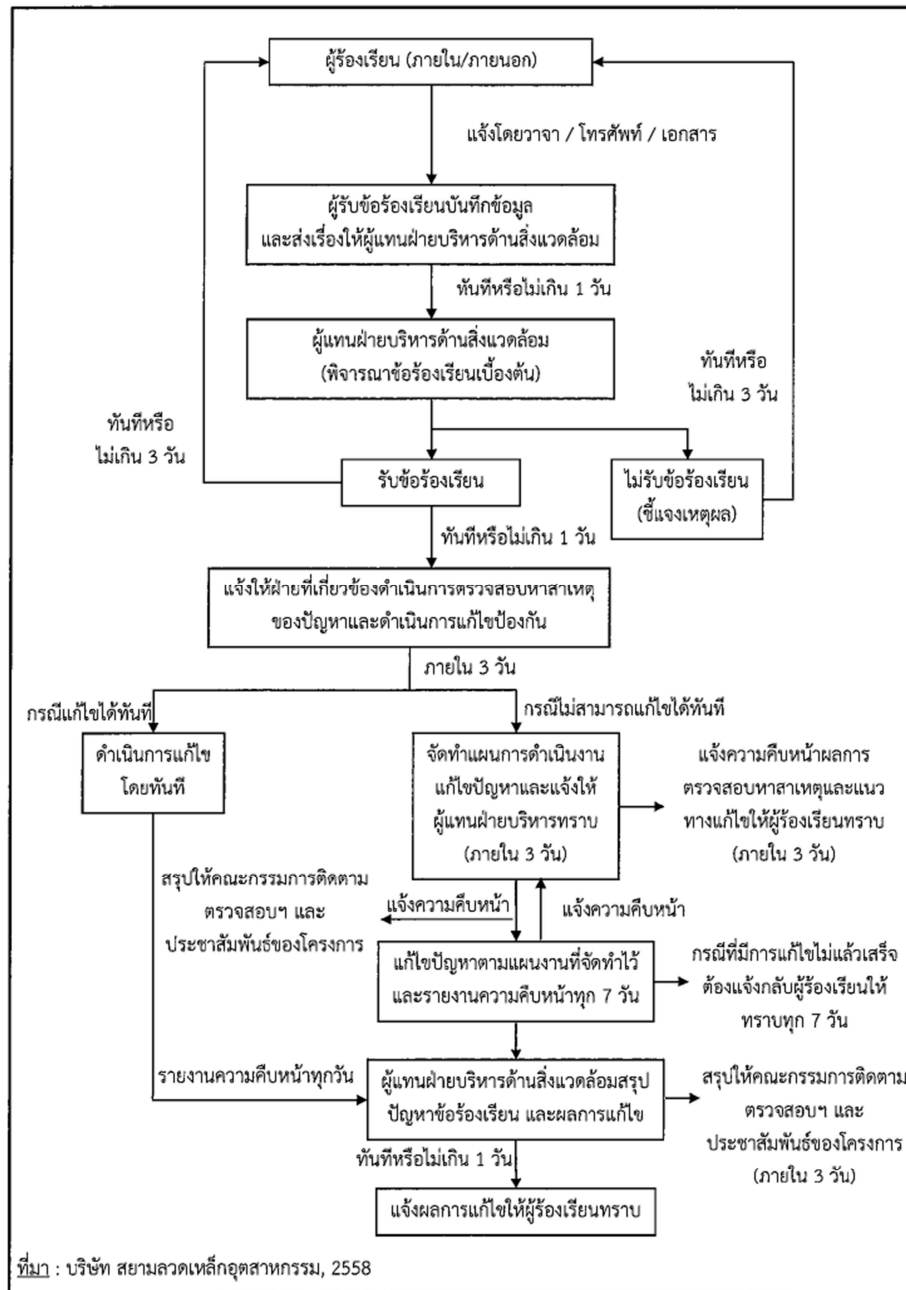 ผู้ร้องเรียน (ภายใน/ภายนอก)
แจ้งโดยวาจา / โทรศัพท์ / เอกสาร
ผู้รับข้อร้องเรียนบันทึกข้อมูล
และส่งเรื่องให้ผู้แทนฝ่ายบริหารด้านสิ่งแวดล้อม
ทันทีหรือไม่เกิน 1 วัน
ผู้แทนฝ่ายบริหารด้านสิ่งแวดล้อม
(พิจารณาข้อร้องเรียนเบื้องต้น)
ทันทีหรือ
ไม่เกิน 3 วัน
ทันทีหรือ
ไม่เกิน 3 วัน
รับข้อร้องเรียน
ไม่รับข้อร้องเรียน
(ชี้แจงเหตุผล)
ทันทีหรือไม่เกิน 1 วัน
แจ้งให้ฝ่ายที่เกี่ยวข้องดำเนินการตรวจสอบหาสาเหตุ
ของปัญหาและดำเนินการแก้ไขป้องกัน
ภายใน 3 วัน
กรณีแก้ไขได้ทันที
กรณีไม่สามารถแก้ไขได้ทันที
ดำเนินการแก้ไข
โดยทันที
จัดทำแผนการดำเนินงาน
แก้ไขปัญหาและแจ้งให้
ผู้แทนฝ่ายบริหารทราบ
(ภายใน 3 วัน)
แจ้งความคืบหน้าผลการ
ตรวจสอบหาสาเหตุและแนว
ทางแก้ไขให้ผู้ร้องเรียนทราบ
(ภายใน 3 วัน)
สรุปให้คณะกรรมการติดตาม
ตรวจสอบฯ และ
ประชาสัมพันธ์ของโครงการ
แจ้งความคืบหน้า
แจ้งความคืบหน้า
แก้ไขปัญหาตามแผนงานที่จัดทำไว้
และรายงานความคืบหน้าทุก 7 วัน
กรณีที่มีการแก้ไขไม่แล้วเสร็จ
ต้องแจ้งกลับผู้ร้องเรียนให้
ทราบทุก 7 วัน
รายงานความคืบหน้าทุกวัน
ผู้แทนฝ่ายบริหารด้านสิ่งแวดล้อมสรุป
ปัญหาข้อร้องเรียน และผลการแก้ไข
สรุปให้คณะกรรมการติดตาม
ตรวจสอบฯ และ
ประชาสัมพันธ์ของโครงการ
(ภายใน 3 วัน)
ทันทีหรือไม่เกิน 1 วัน
แจ้งผลการแก้ไขให้ผู้ร้องเรียนทราบ
ที่มา : บริษัท สยามลวดเหล็กอุตสาหกรรม, 2558